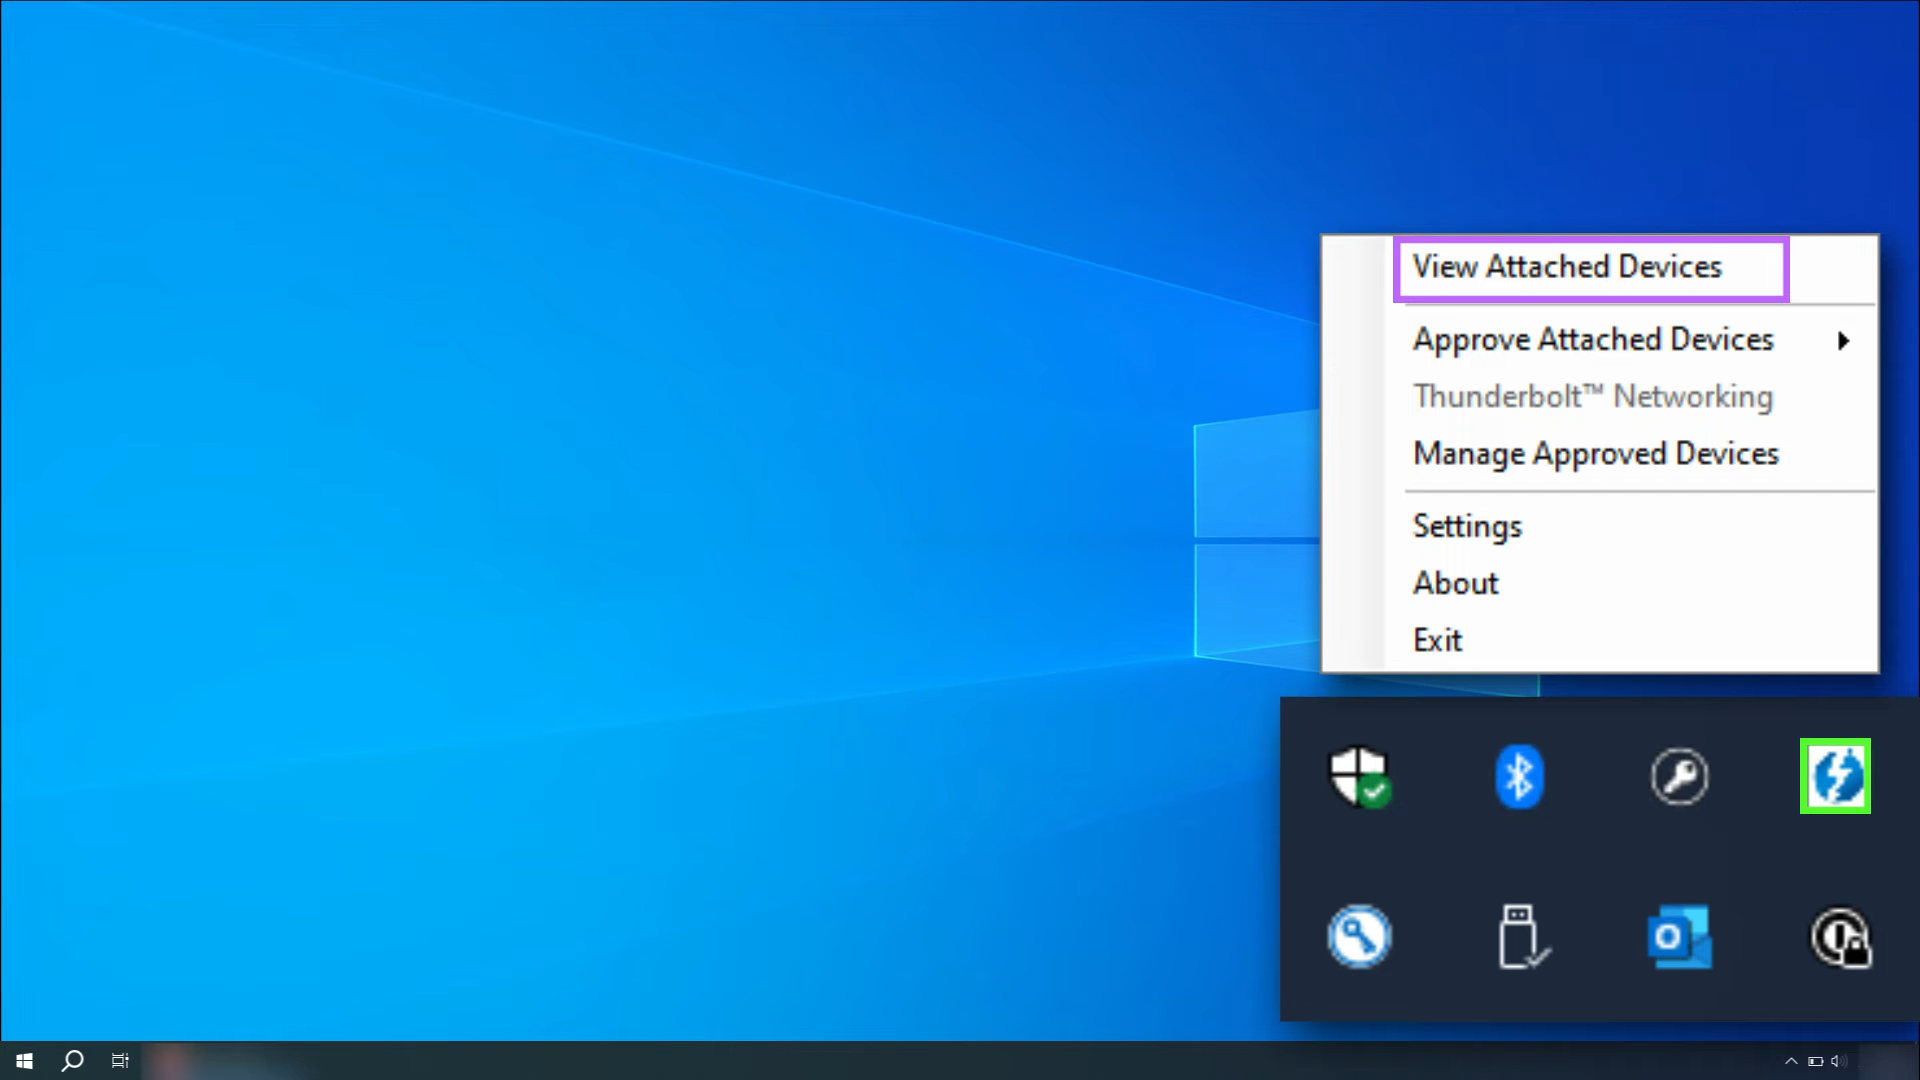 View Attached Devices
Approve Attached Devices
Thunderbolt™ Networking
Manage Approved Devices
Settings
About
Exit